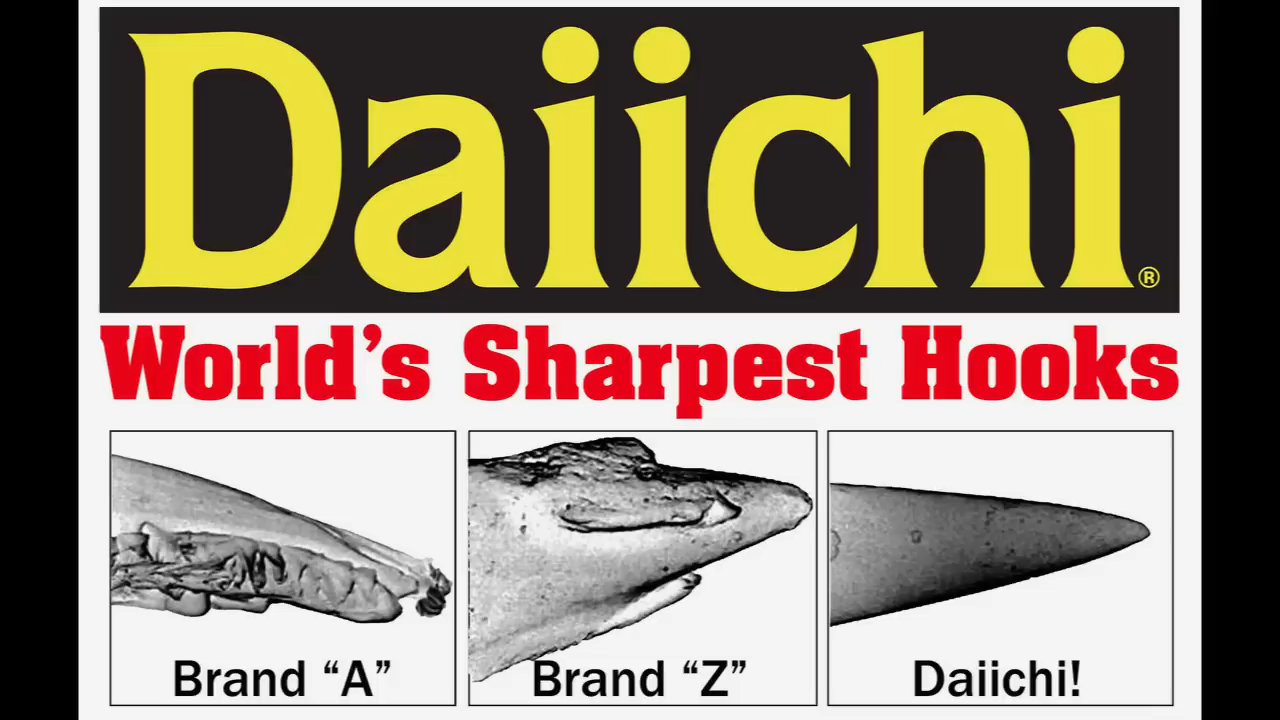 Daiichi®
World's Sharpest Hooks
Brand “A”
Brand “Z”
Daiichi!